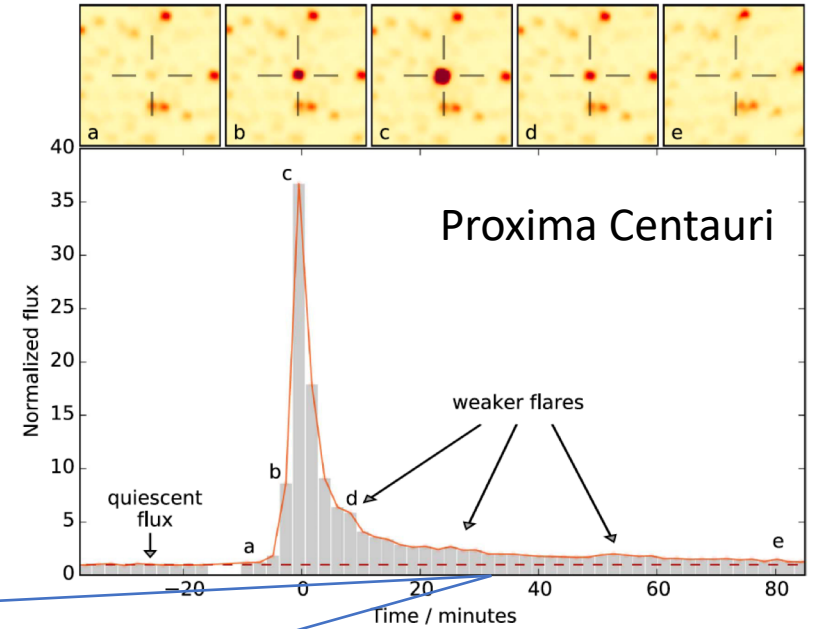 a b c d e
40
c
35
Proxima Centauri
30
25
Normalized flux
20
weaker flares
15
10
b
quiescent
flux
d
5
a
e
0
−20 0 20 40 60 80
Time / minutes